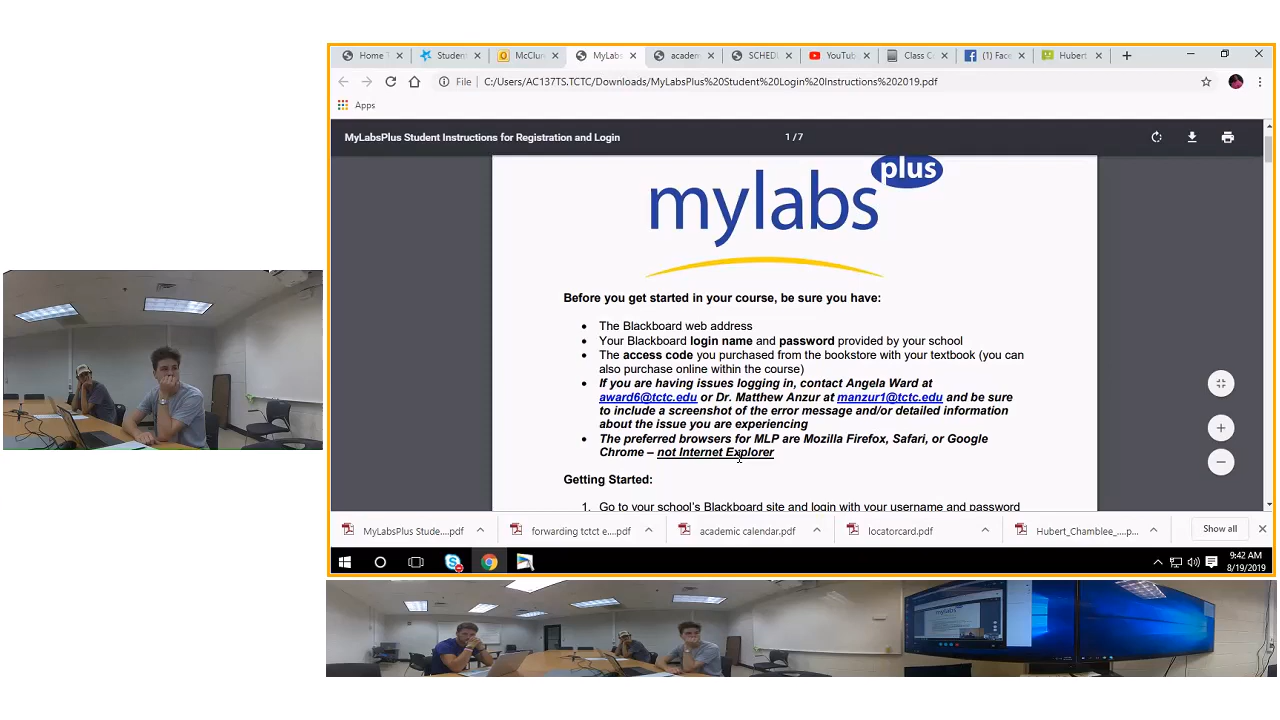 Home T
Student
McClur
MyLabs
academ
SCHEDU
YouTub
Class C
(1) Face
Hubert
File
C:/Users/AC137TS.TCTC/Downloads/MyLabsPlus%20Student%20Login%20Instructions%202019.pdf
Apps
MyLabsPlus Student Instructions for Registration and Login
1 / 7
plus
mylabs
Before you get started in your course, be sure you have:
• The Blackboard web address
• Your Blackboard login name and password provided by your school
• The access code you purchased from the bookstore with your textbook (you can
also purchase online within the course)
• If you are having issues logging in, contact Angela Ward at
award6@tctc.edu or Dr. Matthew Anzur at manzur1@tctc.edu and be sure
to include a screenshot of the error message and/or detailed information
about the issue you are experiencing
• The preferred browsers for MLP are Mozilla Firefox, Safari, or Google
Chrome – not Internet Explorer
Getting Started:
1. Go to your school's Blackboard site and login with your username and password
MyLabsPlus Stude....pdf
forwarding tctct e....pdf
academic calendar.pdf
locatorcard.pdf
Hubert_Chamblee_....p...
Show all
9:42 AM
8/19/2019
mylabs